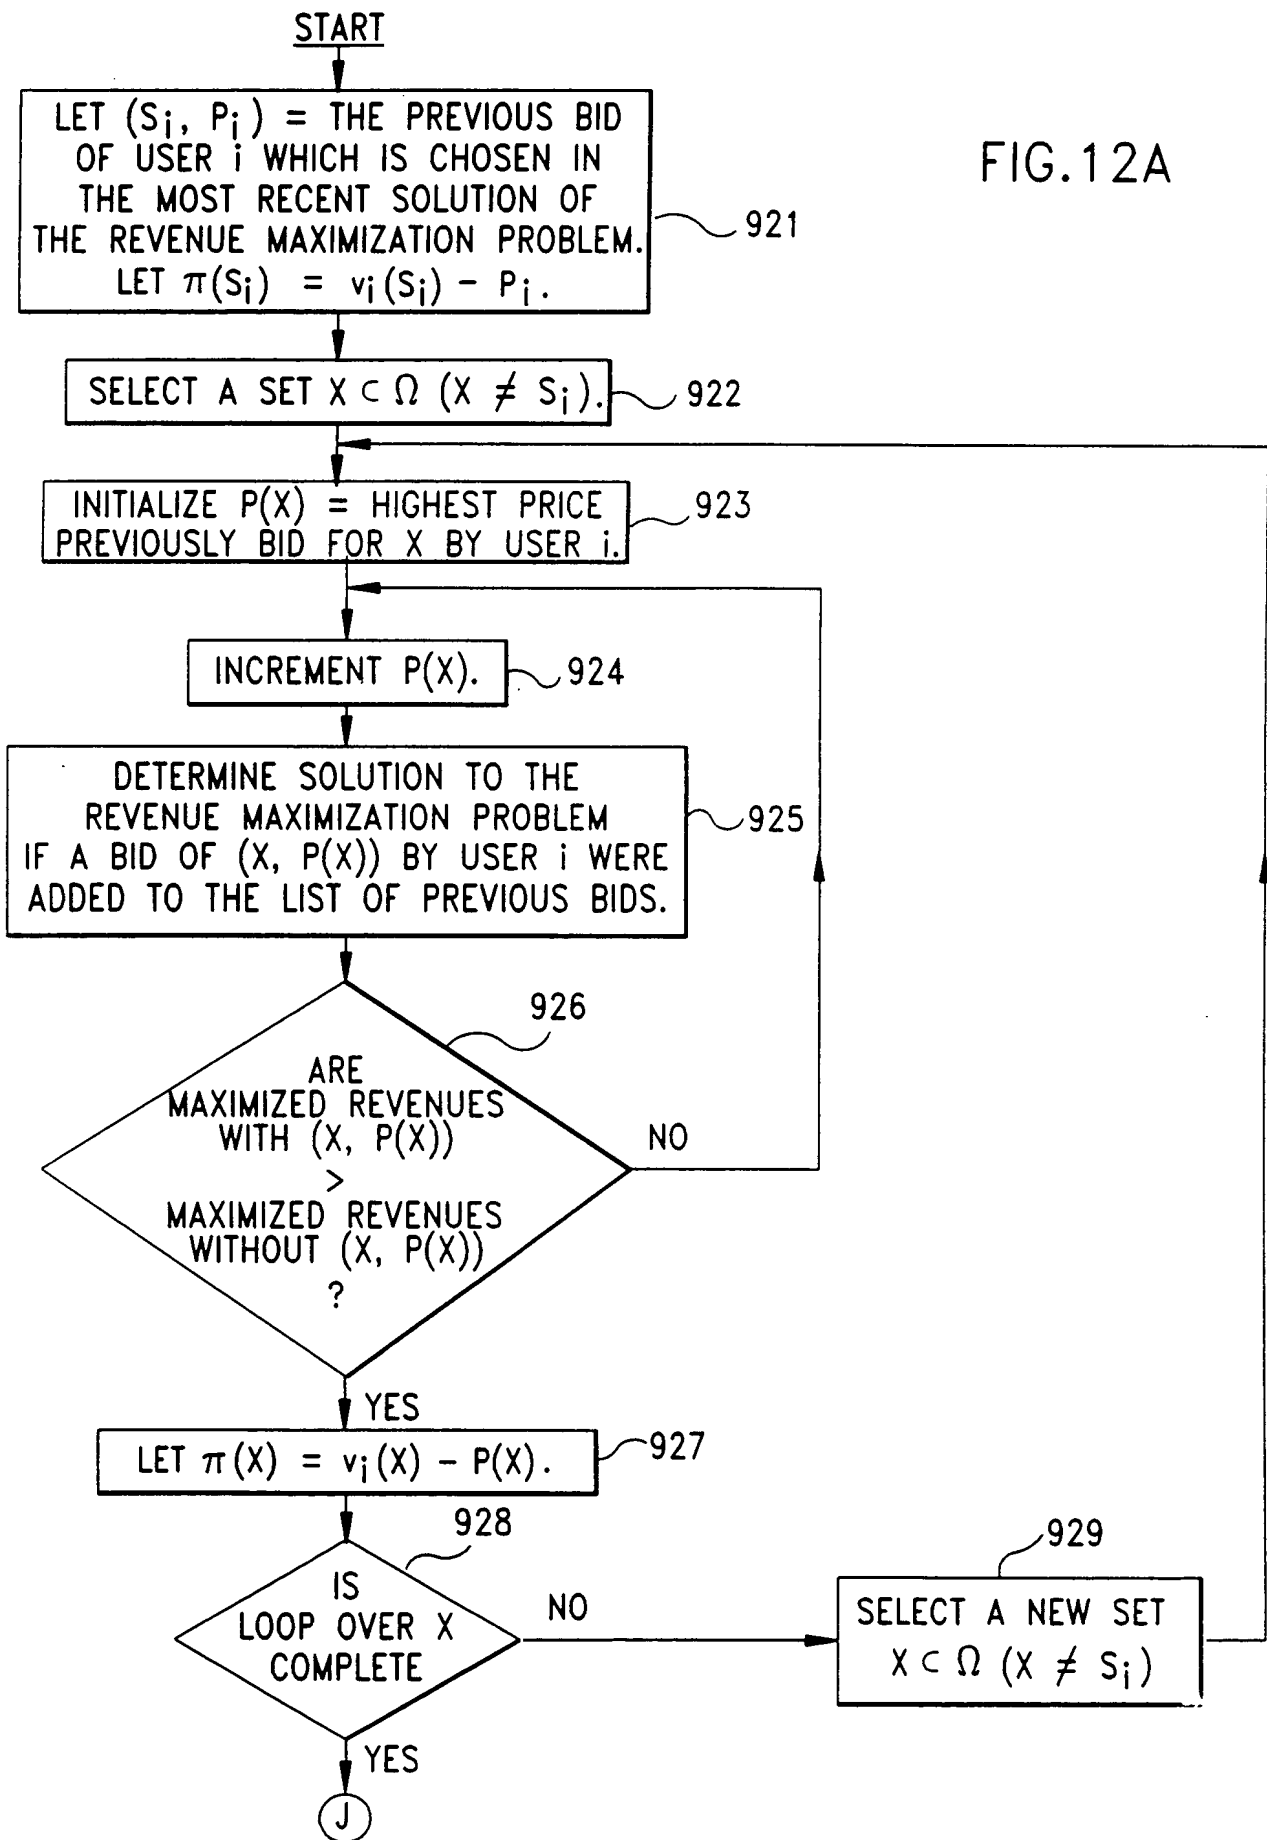 START
LET (Si, Pi) = THE PREVIOUS BID
OF USER i WHICH IS CHOSEN IN
THE MOST RECENT SOLUTION OF
THE REVENUE MAXIMIZATION PROBLEM.
LET π(Si) = vi(Si) - Pi.
921
FIG.12A
SELECT A SET X ⊂ Ω (X ≠ Si).
922
INITIALIZE P(X) = HIGHEST PRICE
PREVIOUSLY BID FOR X BY USER i.
923
INCREMENT P(X).
924
DETERMINE SOLUTION TO THE
REVENUE MAXIMIZATION PROBLEM
IF A BID OF (X, P(X)) BY USER i WERE
ADDED TO THE LIST OF PREVIOUS BIDS.
925
926
ARE
MAXIMIZED REVENUES
WITH (X, P(X))
>
MAXIMIZED REVENUES
WITHOUT (X, P(X))
?
NO
YES
LET π(X) = vi(X) - P(X).
927
928
IS
LOOP OVER X
COMPLETE
NO
929
SELECT A NEW SET
X ⊂ Ω (X ≠ Si)
YES
J